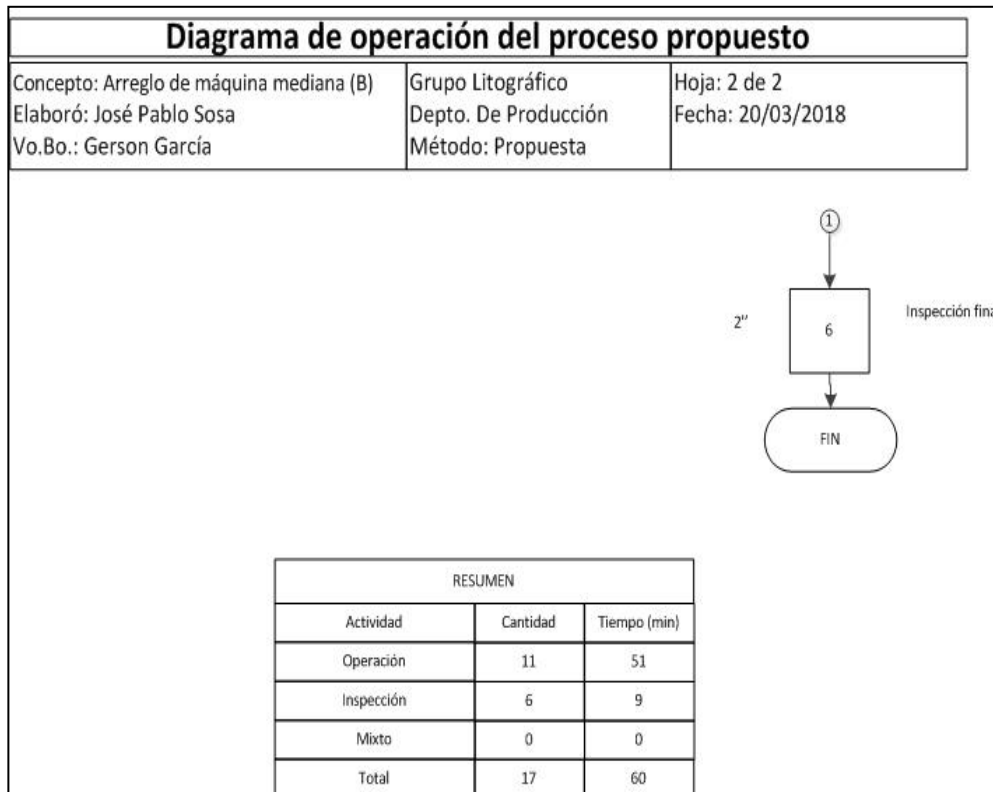 Diagrama de operación del proceso propuesto
Concepto: Arreglo de máquina mediana (B)
Elaboró: José Pablo Sosa
Vo.Bo.: Gerson García
Grupo Litográfico
Depto. De Producción
Método: Propuesta
Hoja: 2 de 2
Fecha: 20/03/2018
1
2''
6
Inspección fina
FIN
RESUMEN
Actividad Cantidad Tiempo (min)
Operación 11 51
Inspección 6 9
Mixto 0 0
Total 17 60